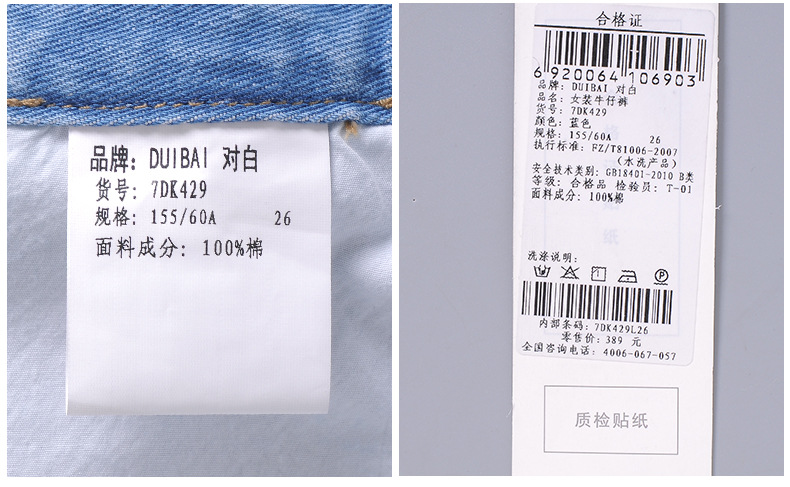 品牌: DUIBAI 对白
货号: 7DK429
规格: 155/60A 26
面料成分: 100%棉
合格证
6 920064 106903
品牌: DUIBAI 对白
品名: 女装牛仔裤
货号: 7DK429
颜色: 蓝色
规格: 155/60A 26
执行标准: FZ/T81006-2007
(水洗产品)
安全技术类别: GB18401-2010 B类
等级: 合格品 检验员: T-01
面料成分: 100%棉
纸
洗涤说明:
内部条码: 7DK429L26
零售价: 389 元
全国咨询电话: 4006-067-057
质检贴纸